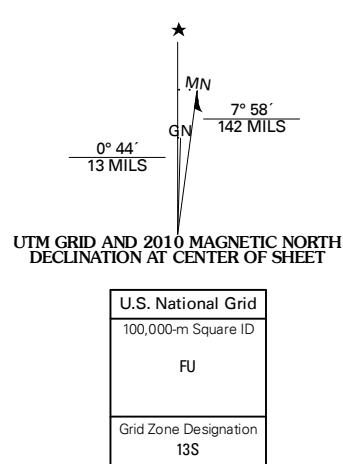 ★
MN
7° 58´
142 MILS
GN
0° 44´
13 MILS
UTM GRID AND 2010 MAGNETIC NORTH
DECLINATION AT CENTER OF SHEET
U.S. National Grid
100,000-m Square ID
FU
Grid Zone Designation
13S